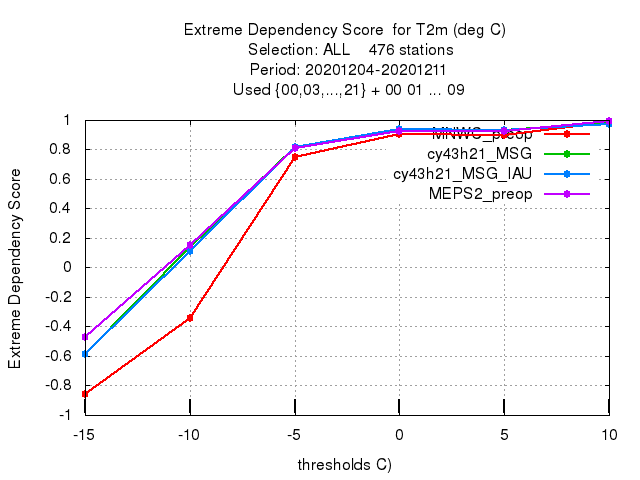 Extreme Dependency Score  for T2m (deg C)
Selection: ALL    476 stations
Period: 20201204-20201211
Used {00,03,...,21} + 00 01 ... 09
1
0.8
0.6
0.4
0.2
0
-0.2
-0.4
-0.6
-0.8
-1
Extreme Dependency Score
MNWC_preop
cy43h21_MSG
cy43h21_MSG_IAU
MEPS2_preop
-15 -10 -5 0 5 10
thresholds C)